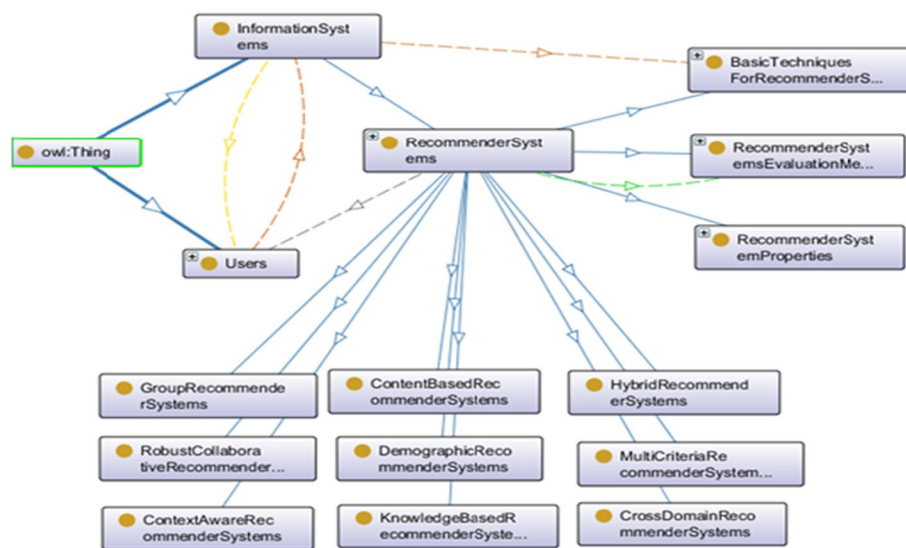 InformationSyst
ems
BasicTechniques
ForRecommenderS...
owl:Thing
RecommenderSyst
ems
RecommenderSyst
emsEvaluationMe...
Users
RecommenderSyst
emProperties
GroupRecommende
rSystems
ContentBasedRec
ommenderSystems
HybridRecommend
erSystems
RobustCollabora
tiveRecommender...
DemographicReco
mmenderSystems
MultiCriteriaRe
commenderSystem...
ContextAwareRec
ommenderSystems
KnowledgeBasedR
ecommenderSyste...
CrossDomainReco
mmenderSystems